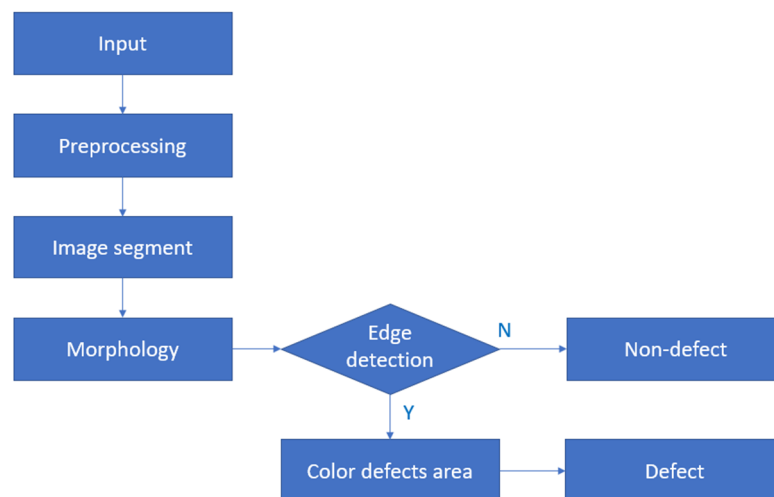 Input
Preprocessing
Image segment
Morphology
Edge
detection
N
Non-defect
Y
Color defects area
Defect